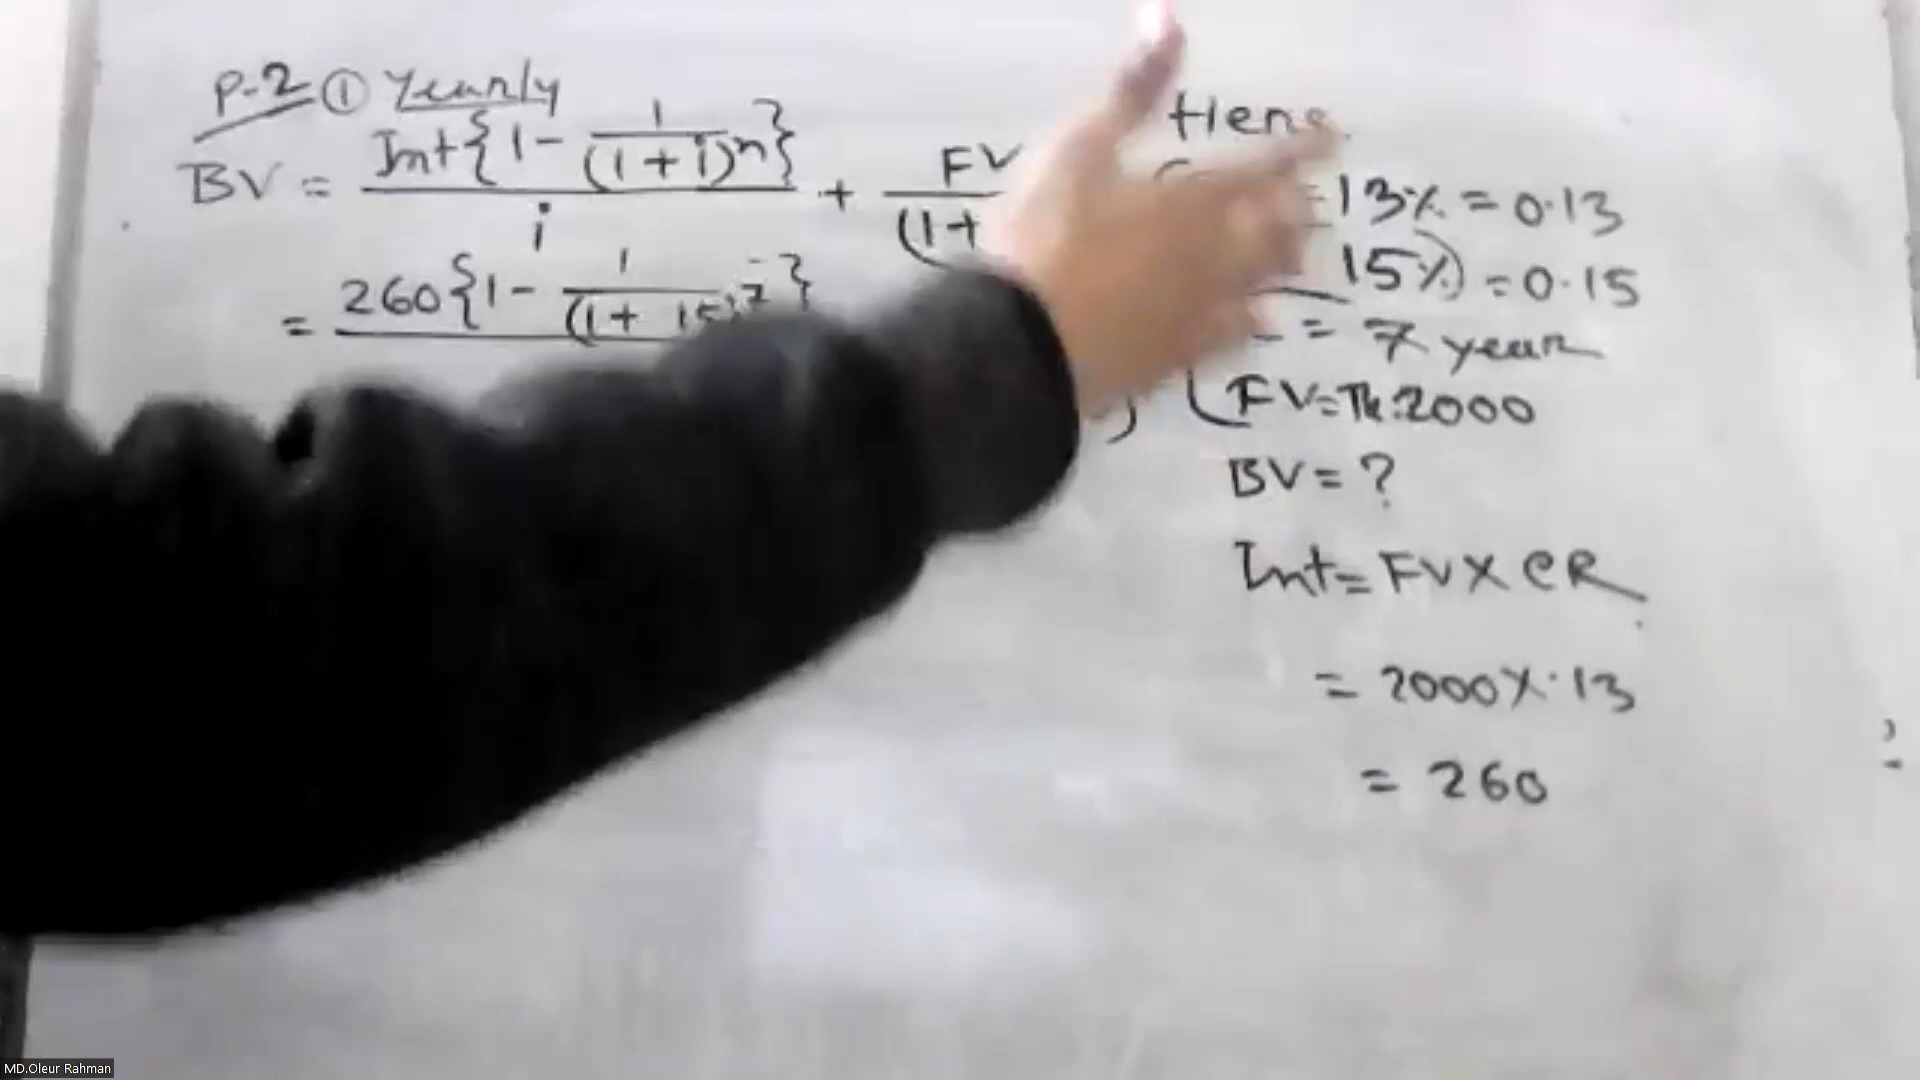 P-2 ① Yearly
BV = Int{1 - 1/(1+i)^n}/i + FV/(1+
= 260{1 - 1/(1+.15)^7}
Here,
= 13% = 0.13
15%) = 0.15
= 7 year
FV = Tk. 2000
BV = ?
Int = FV X CR
= 2000 X .13
= 260
MD.Oleur Rahman